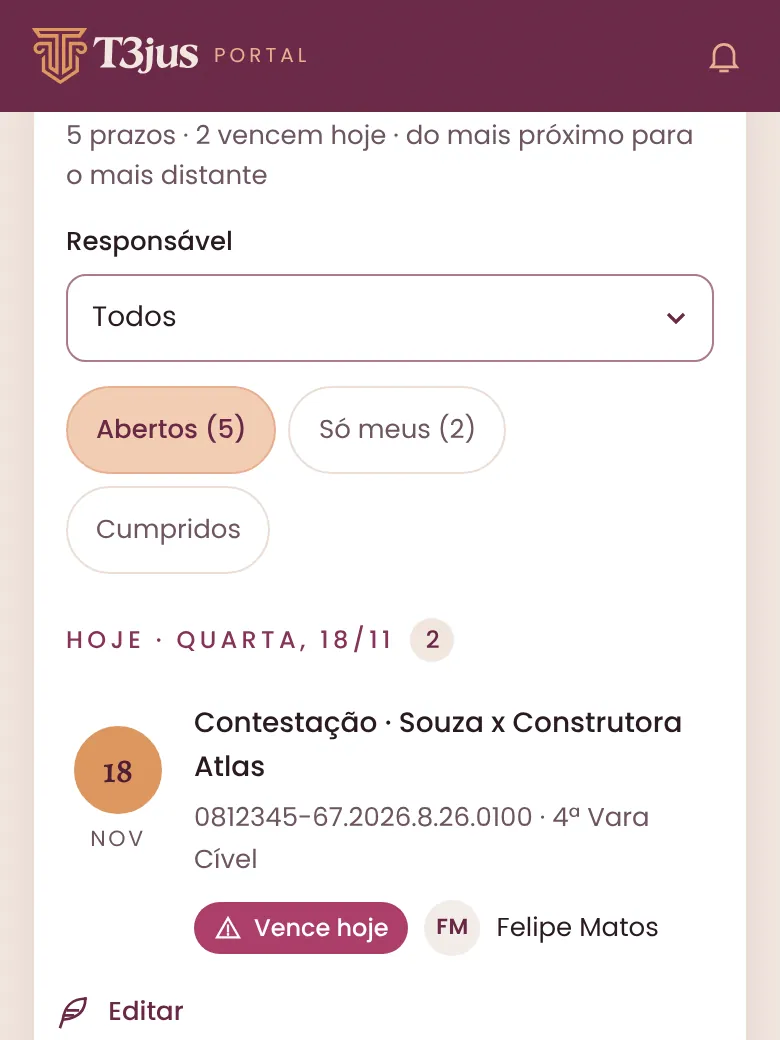 T3jus PORTAL
5 prazos · 2 vencem hoje · do mais próximo para
o mais distante
Responsável
Todos
Abertos (5)
Só meus (2)
Cumpridos
HOJE · QUARTA, 18/11 2
Contestação · Souza x Construtora
Atlas
18
NOV
0812345-67.2026.8.26.0100 · 4ª Vara
Cível
Vence hoje
FM Felipe Matos
Editar